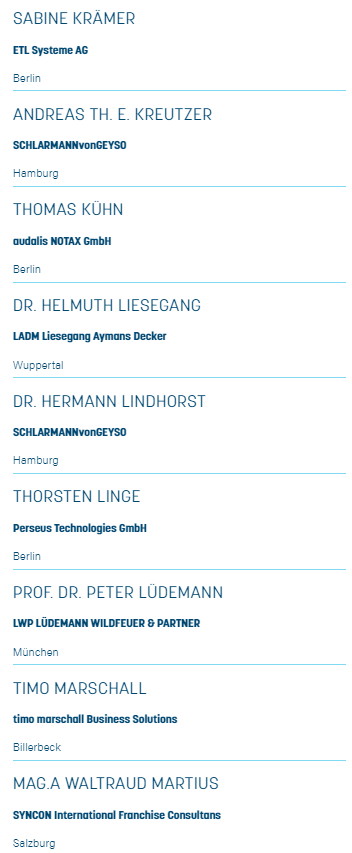 SABINE KRÄMER
ETL Systeme AG
Berlin
ANDREAS TH. E. KREUTZER
SCHLARMANNvonGEYSO
Hamburg
THOMAS KÜHN
audalis NOTAX GmbH
Berlin
DR. HELMUTH LIESEGANG
LADM Liesegang Aymans Decker
Wuppertal
DR. HERMANN LINDHORST
SCHLARMANNvonGEYSO
Hamburg
THORSTEN LINGE
Perseus Technologies GmbH
Berlin
PROF. DR. PETER LÜDEMANN
LWP LÜDEMANN WILDFEUER & PARTNER
München
TIMO MARSCHALL
timo marschall Business Solutions
Billerbeck
MAG.A WALTRAUD MARTIUS
SYNCON International Franchise Consultans
Salzburg